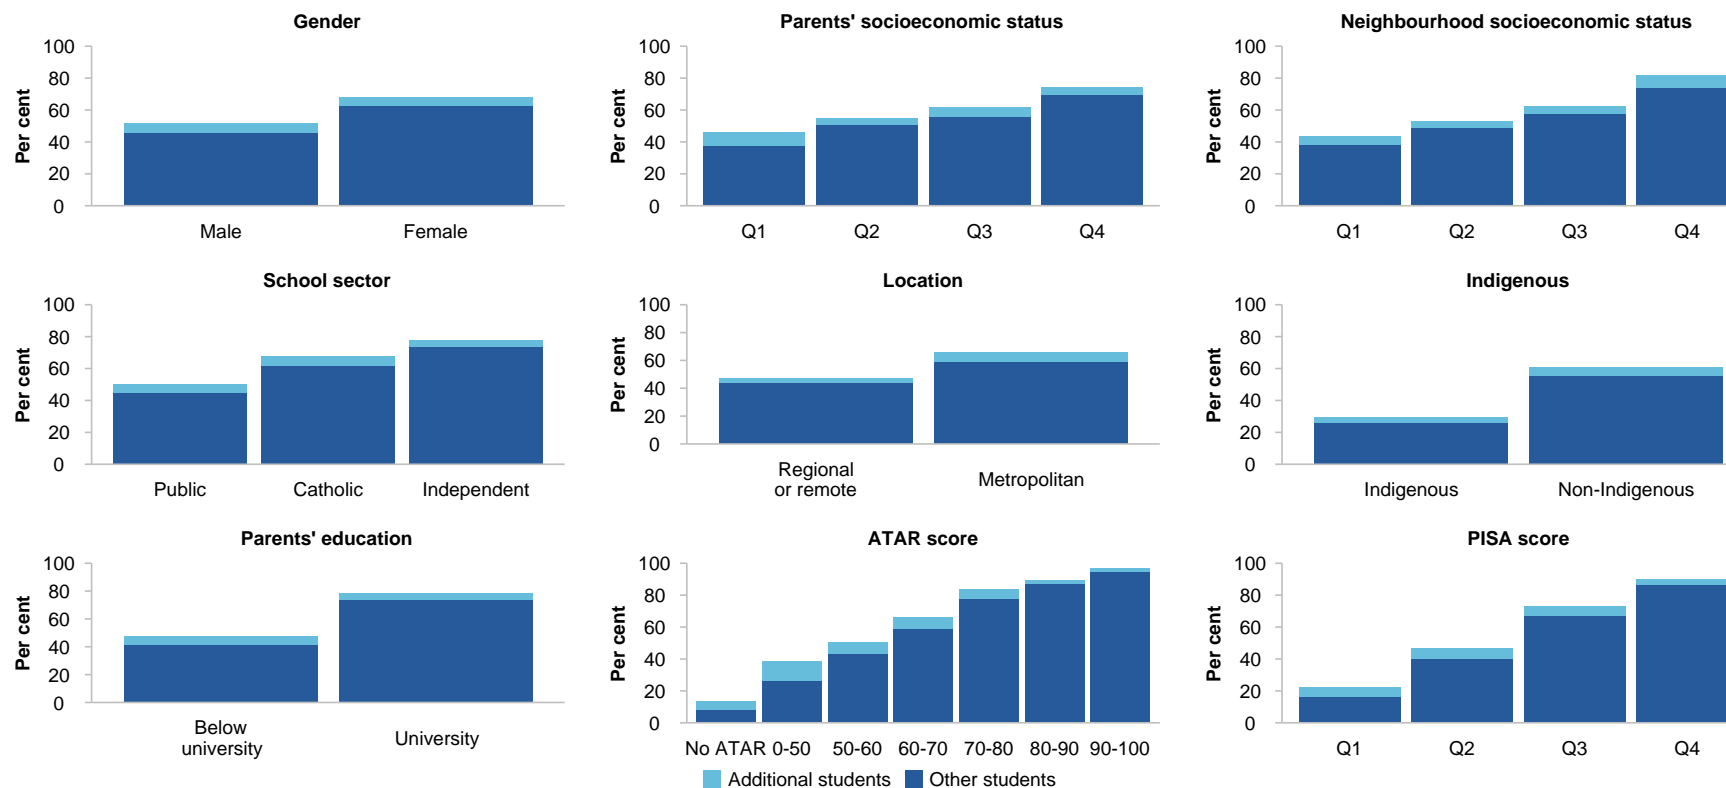 Gender
100
80
60
40
20
0
Per cent
Male Female
Parents' socioeconomic status
100
80
60
40
20
0
Per cent
Q1 Q2 Q3 Q4
Neighbourhood socioeconomic status
100
80
60
40
20
0
Per cent
Q1 Q2 Q3 Q4
School sector
100
80
60
40
20
0
Per cent
Public Catholic Independent
Location
100
80
60
40
20
0
Per cent
Regional
or remote
Metropolitan
Indigenous
100
80
60
40
20
0
Per cent
Indigenous Non-Indigenous
Parents' education
100
80
60
40
20
0
Per cent
Below
university
University
ATAR score
100
80
60
40
20
0
Per cent
No ATAR 0-50 50-60 60-70 70-80 80-90 90-100
PISA score
100
80
60
40
20
0
Per cent
Q1 Q2 Q3 Q4
Additional students Other students